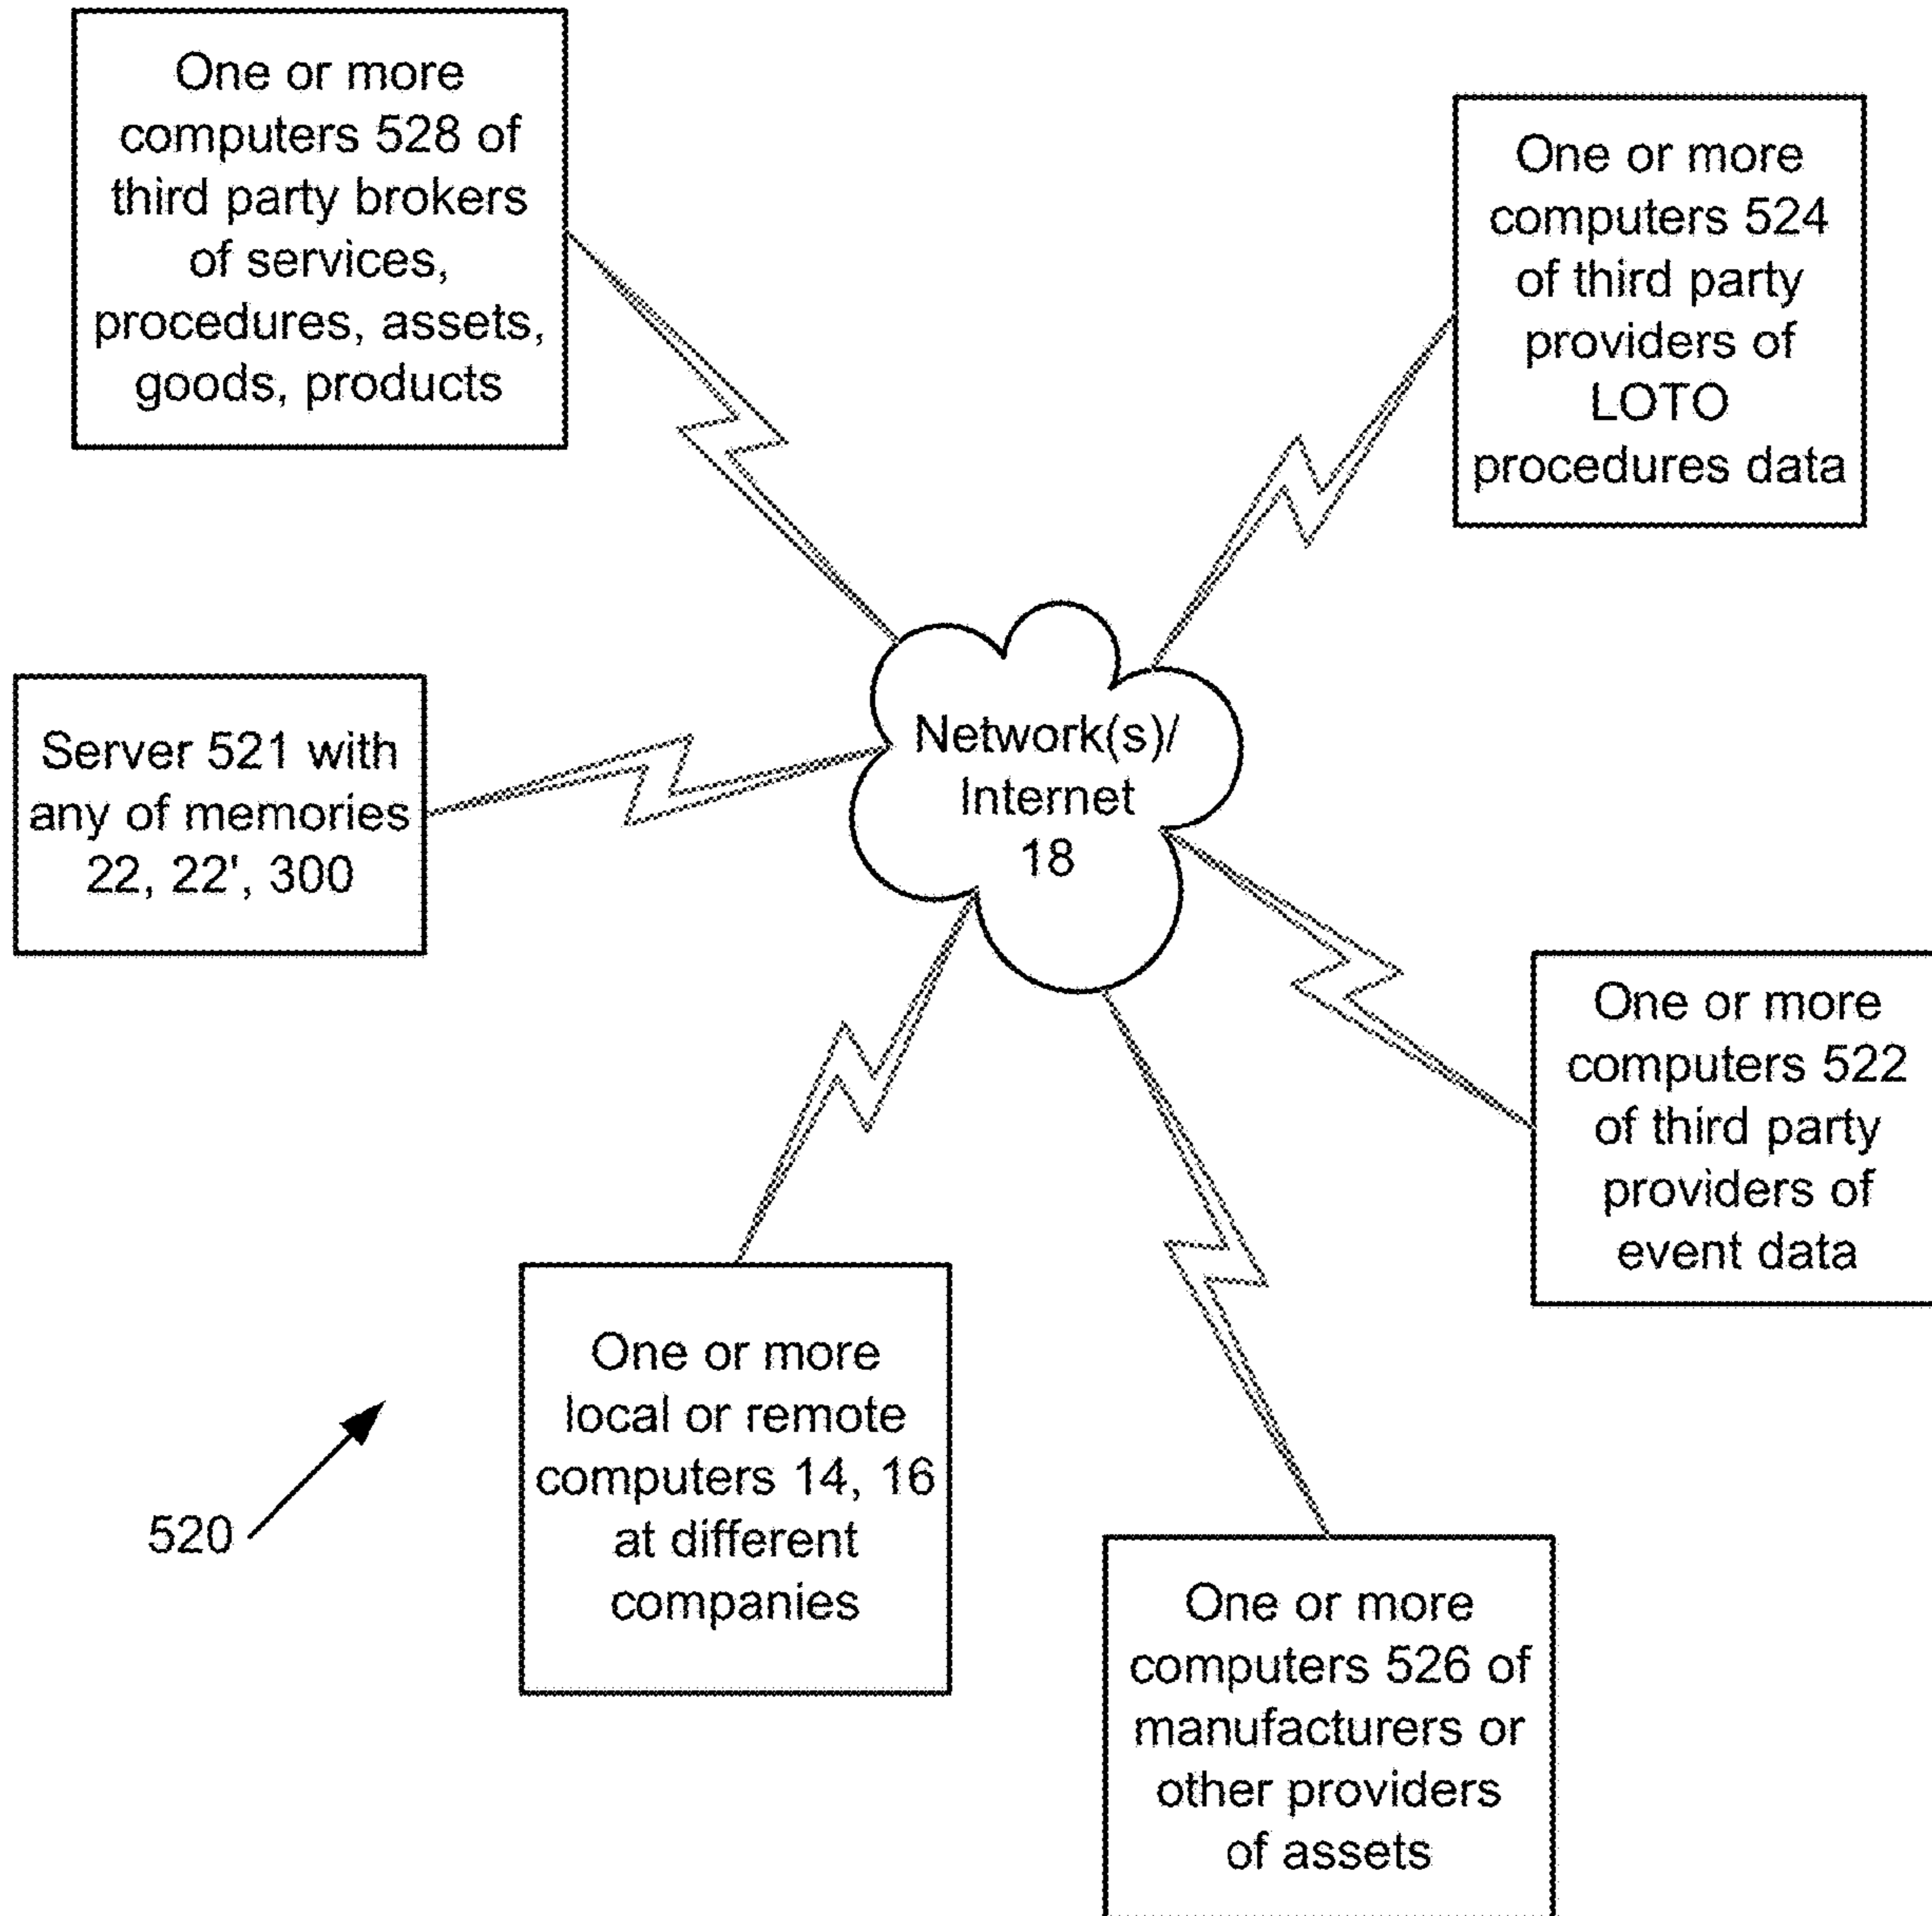 One or more
computers 528 of
third party brokers
of services,
procedures, assets,
goods, products
One or more
computers 524
of third party
providers of
LOTO
procedures data
Server 521 with
any of memories
22, 22', 300
Network(s)/
Internet
18
One or more
computers 522
of third party
providers of
event data
One or more
local or remote
computers 14, 16
at different
companies
520
One or more
computers 526 of
manufacturers or
other providers
of assets